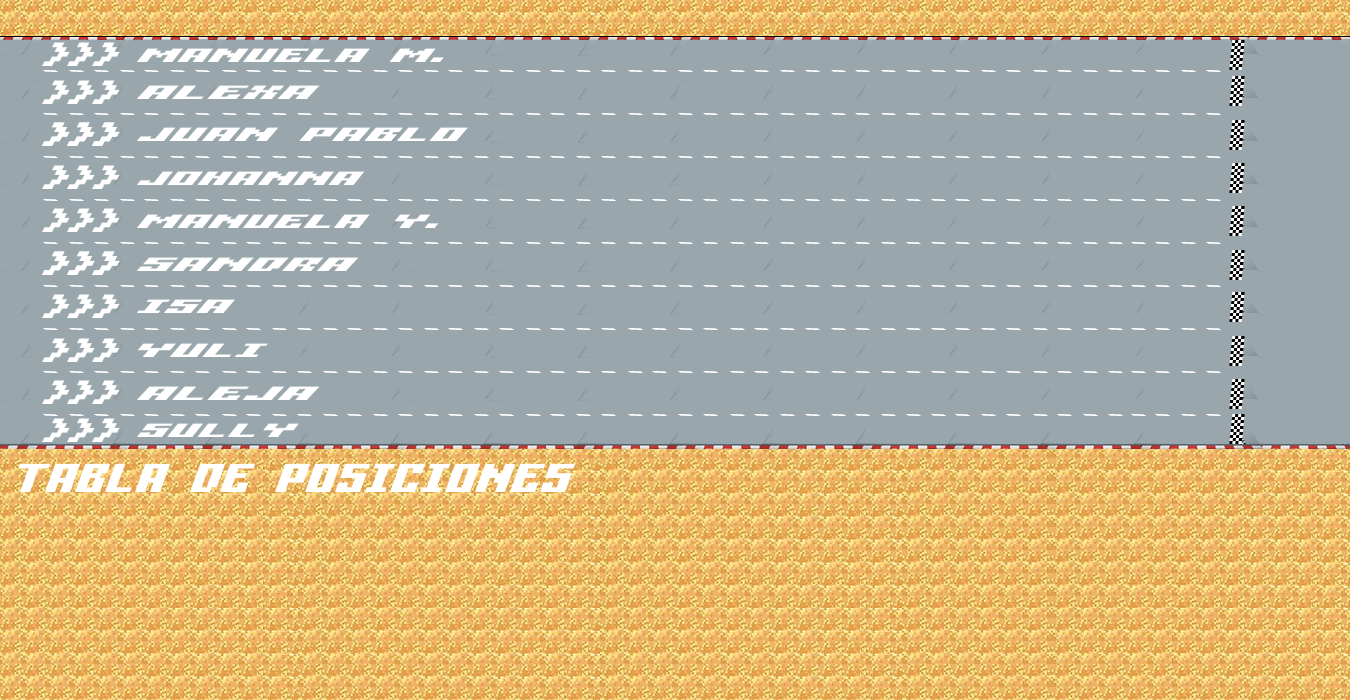 >>> MANUELA M.
>>> ALEXA
>>> JUAN PABLO
>>> JOHANNA
>>> MANUELA Y.
>>> SANDRA
>>> ISA
>>> YULI
>>> ALEJA
>>> SULLY
TABLA DE POSICIONES